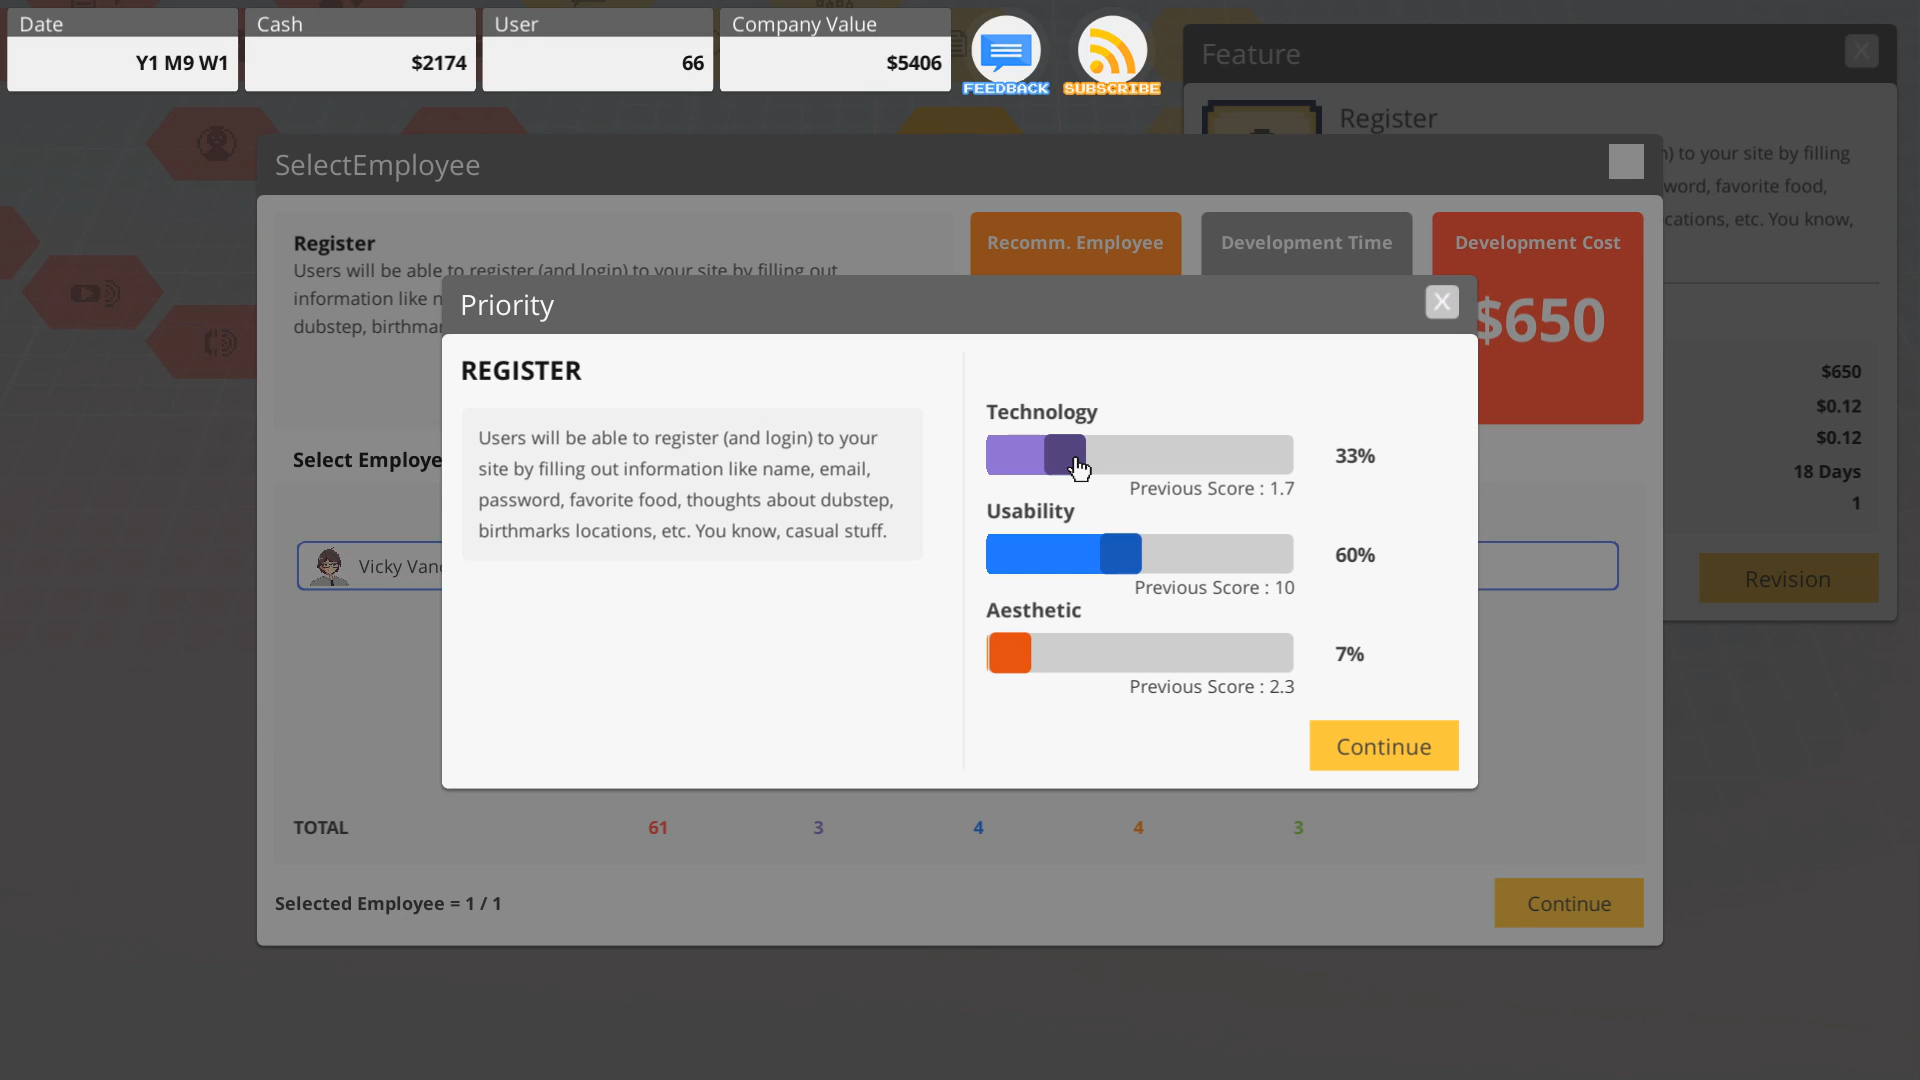 Date
Y1 M9 W1
Cash
$2174
User
66
Company Value
$5406
FEEDBACK
SUBSCRIBE
Feature
X
Register
n) to your site by filling
word, favorite food,
cations, etc. You know,
SelectEmployee
Register
Users will be able to register (and login) to your site by filling out
information like n
dubstep, birthmar
Recomm. Employee
Development Time
Development Cost
$650
Priority
X
REGISTER
Users will be able to register (and login) to your
site by filling out information like name, email,
password, favorite food, thoughts about dubstep,
birthmarks locations, etc. You know, casual stuff.
Technology
33%
Previous Score : 1.7
Usability
60%
Previous Score : 10
Aesthetic
7%
Previous Score : 2.3
Continue
$650
$0.12
$0.12
18 Days
1
Revision
Select Employe
Vicky Vand
TOTAL
61
3
4
4
3
Selected Employee = 1 / 1
Continue